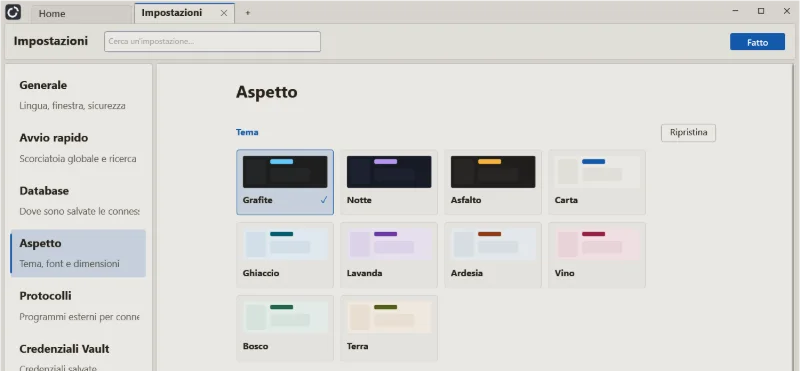 Home
Impostazioni
Impostazioni
Cerca un'impostazione...
Fatto
Generale
Lingua, finestra, sicurezza
Avvio rapido
Scorciatoia globale e ricerca
Database
Dove sono salvate le conness
Aspetto
Tema, font e dimensioni
Protocolli
Programmi esterni per conne
Credenziali Vault
Credenziali salvate
Aspetto
Tema
Ripristina
Grafite
Notte
Asfalto
Carta
Ghiaccio
Lavanda
Ardesia
Vino
Bosco
Terra